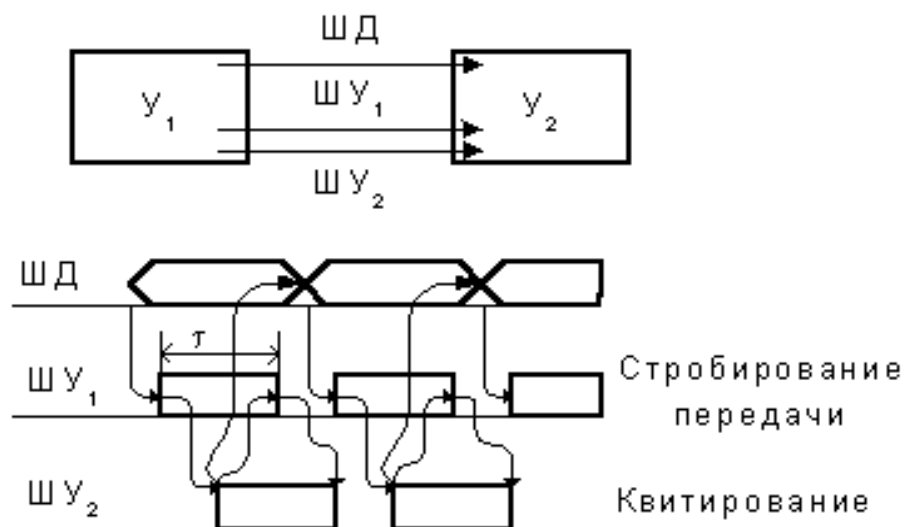 ШД
У₁
ШУ₁
У₂
ШУ₂
ШД
τ
ШУ₁
Стробирование
передачи
ШУ₂
Квитирование